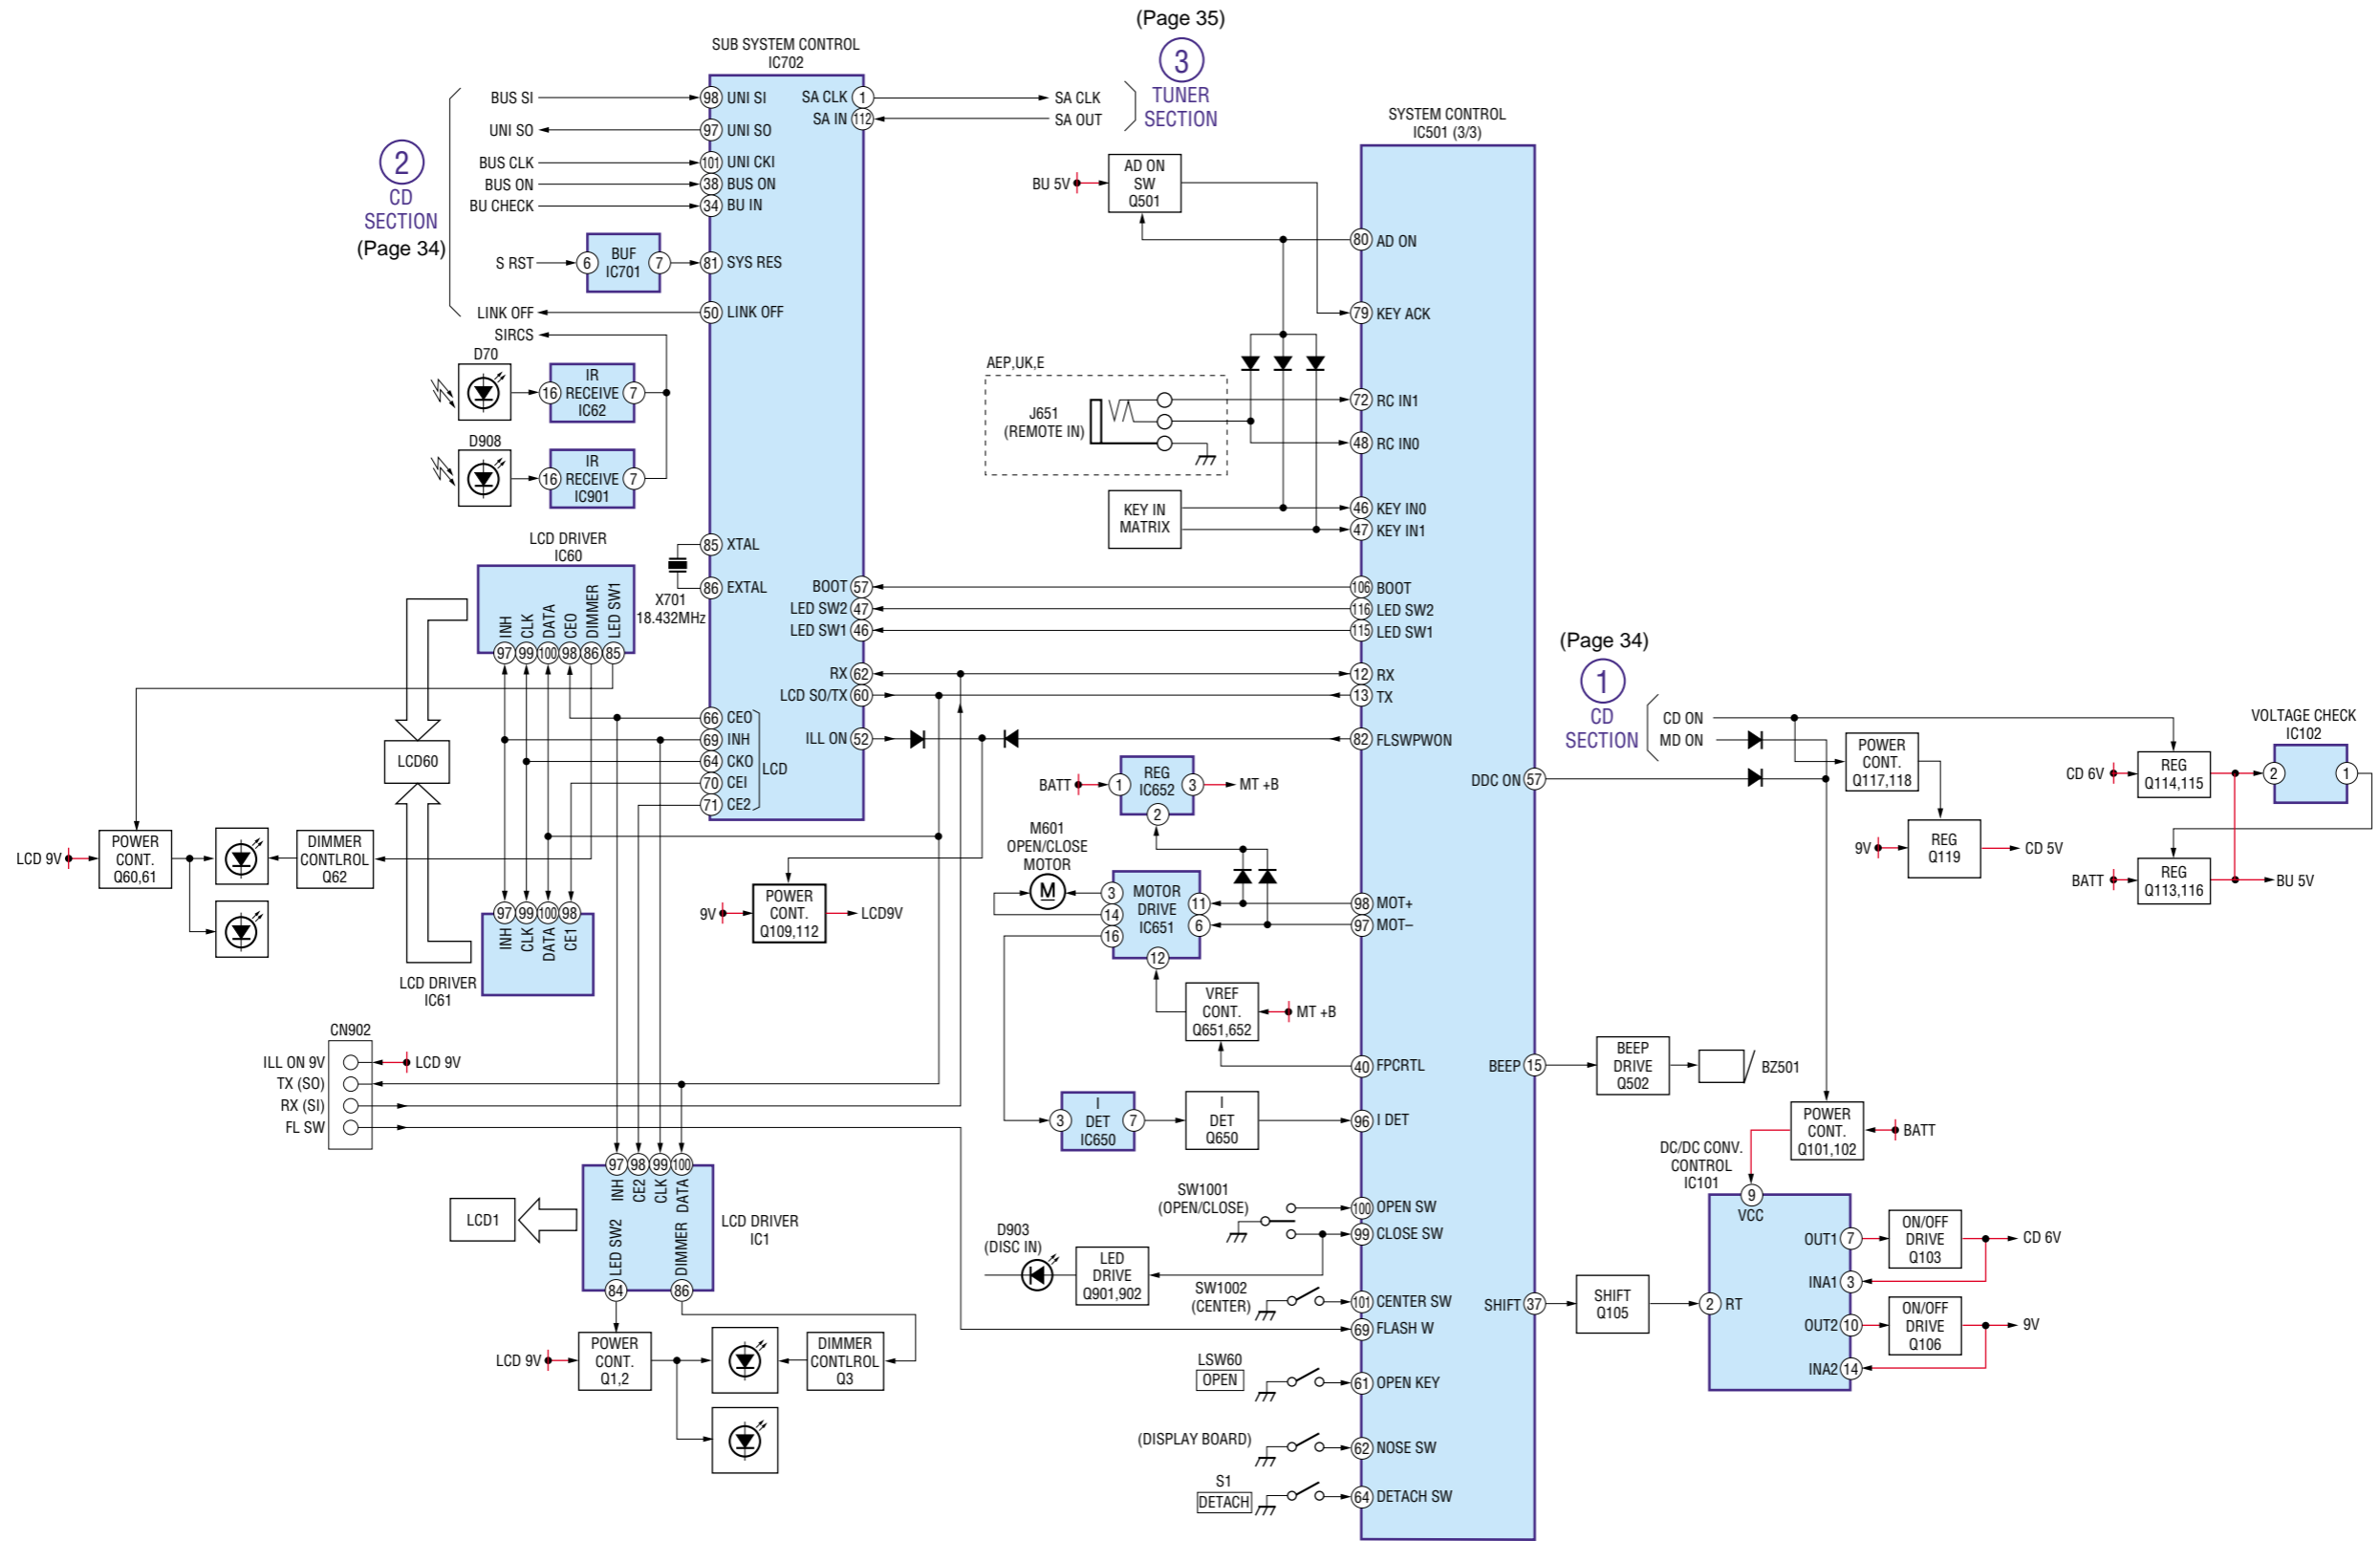 (Page 35)
3
TUNER
SECTION
SUB SYSTEM CONTROL
IC702
BUS SI
98 UNI SI
SA CLK 1
SA CLK
UNI SO
97 UNI SO
SA IN 112
SA OUT
BUS CLK
101 UNI CKI
BUS ON
38 BUS ON
BU CHECK
34 BU IN
2
CD
SECTION
(Page 34)
S RST
6
BUF
IC701
7
81 SYS RES
LINK OFF
50 LINK OFF
SIRCS
D70
16
IR
RECEIVE
IC62
7
D908
16
IR
RECEIVE
IC901
7
85 XTAL
86 EXTAL
X701
18.432MHz
BOOT 57
LED SW2 47
LED SW1 46
RX 62
LCD SO/TX 60
ILL ON 52
66 CEO
69 INH
64 CKO
70 CEI
71 CE2
LCD
LCD DRIVER
IC60
INH
CLK
DATA
CEO
DIMMER
LED SW1
97 99 100 98 86 85
LCD60
LCD 9V
POWER
CONT.
Q60,61
DIMMER
CONTLROL
Q62
97 99 100 98
INH
CLK
DATA
CE1
LCD DRIVER
IC61
9V
POWER
CONT.
Q109,112
LCD9V
CN902
ILL ON 9V
LCD 9V
TX (SO)
RX (SI)
FL SW
97 98 99 100
INH
CE2
CLK
DATA
LED SW2
DIMMER
84 86
LCD DRIVER
IC1
LCD1
LCD 9V
POWER
CONT.
Q1,2
DIMMER
CONTLROL
Q3
SYSTEM CONTROL
IC501 (3/3)
BU 5V
AD ON
SW
Q501
80 AD ON
79 KEY ACK
AEP,UK,E
J651
(REMOTE IN)
72 RC IN1
48 RC IN0
KEY IN
MATRIX
46 KEY IN0
47 KEY IN1
106 BOOT
116 LED SW2
115 LED SW1
12 RX
13 TX
82 FLSWPWON
BATT
1
REG
IC652
3
2
MT +B
M601
OPEN/CLOSE
MOTOR
M
3
14
16
MOTOR
DRIVE
IC651
11
6
12
98 MOT+
97 MOT–
VREF
CONT.
Q651,652
MT +B
40 FPCRTL
3
I
DET
IC650
7
I
DET
Q650
96 I DET
SW1001
(OPEN/CLOSE)
100 OPEN SW
99 CLOSE SW
D903
(DISC IN)
LED
DRIVE
Q901,902
SW1002
(CENTER)
101 CENTER SW
69 FLASH W
LSW60
OPEN
61 OPEN KEY
(DISPLAY BOARD)
62 NOSE SW
S1
DETACH
64 DETACH SW
DDC ON 57
BEEP 15
BEEP
DRIVE
Q502
BZ501
SHIFT 37
SHIFT
Q105
(Page 34)
1
CD
SECTION
CD ON
MD ON
POWER
CONT.
Q117,118
9V
REG
Q119
CD 5V
CD 6V
REG
Q114,115
VOLTAGE CHECK
IC102
2
1
BATT
REG
Q113,116
BU 5V
POWER
CONT.
Q101,102
BATT
DC/DC CONV.
CONTROL
IC101
9
VCC
2 RT
OUT1 7
ON/OFF
DRIVE
Q103
CD 6V
INA1 3
OUT2 10
ON/OFF
DRIVE
Q106
9V
INA2 14